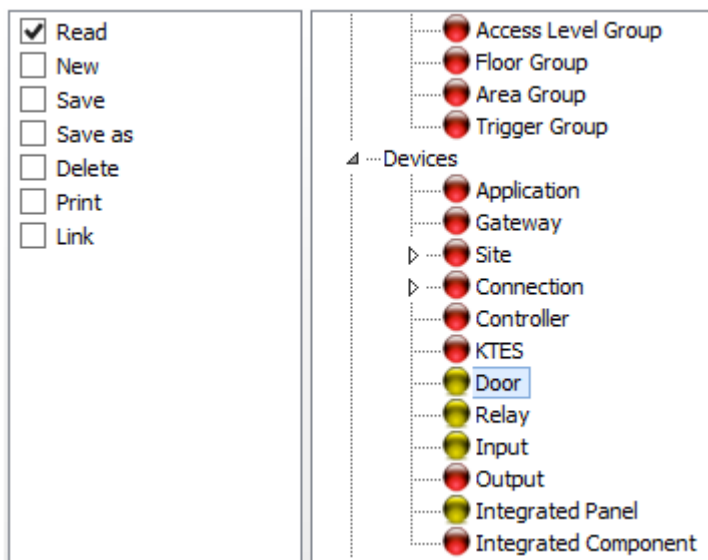 Read
New
Save
Save as
Delete
Print
Link
Access Level Group
Floor Group
Area Group
Trigger Group
Devices
Application
Gateway
Site
Connection
Controller
KTES
Door
Relay
Input
Output
Integrated Panel
Integrated Component